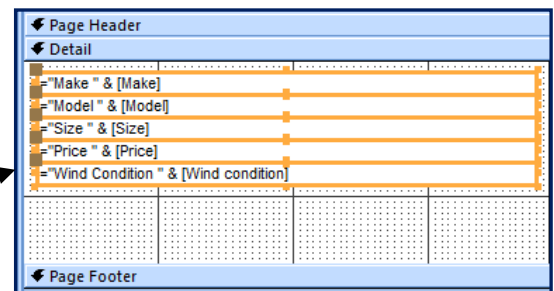 Page Header
Detail
="Make " & [Make]
="Model " & [Model]
="Size " & [Size]
="Price " & [Price]
="Wind Condition " & [Wind condition]
Page Footer